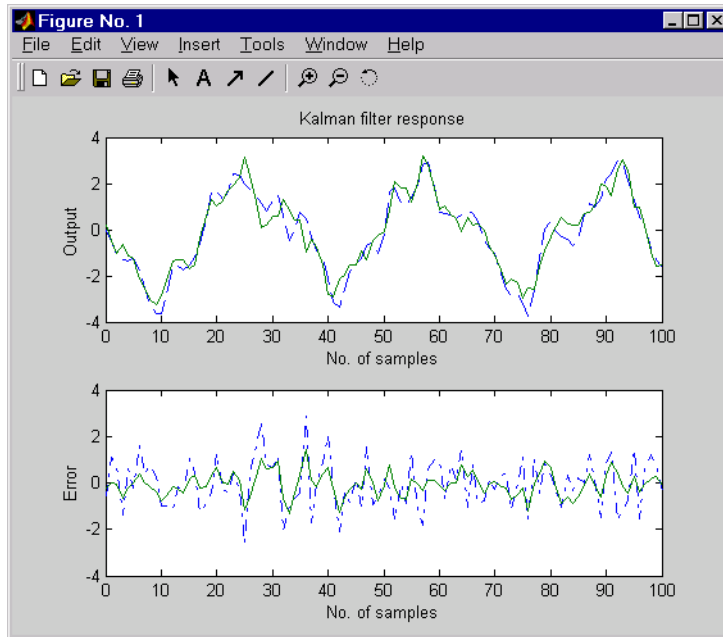 Figure No. 1
File Edit View Insert Tools Window Help
A
Kalman filter response
4
2
0
-2
-4
Output
0 10 20 30 40 50 60 70 80 90 100
No. of samples
4
2
0
-2
-4
Error
0 10 20 30 40 50 60 70 80 90 100
No. of samples